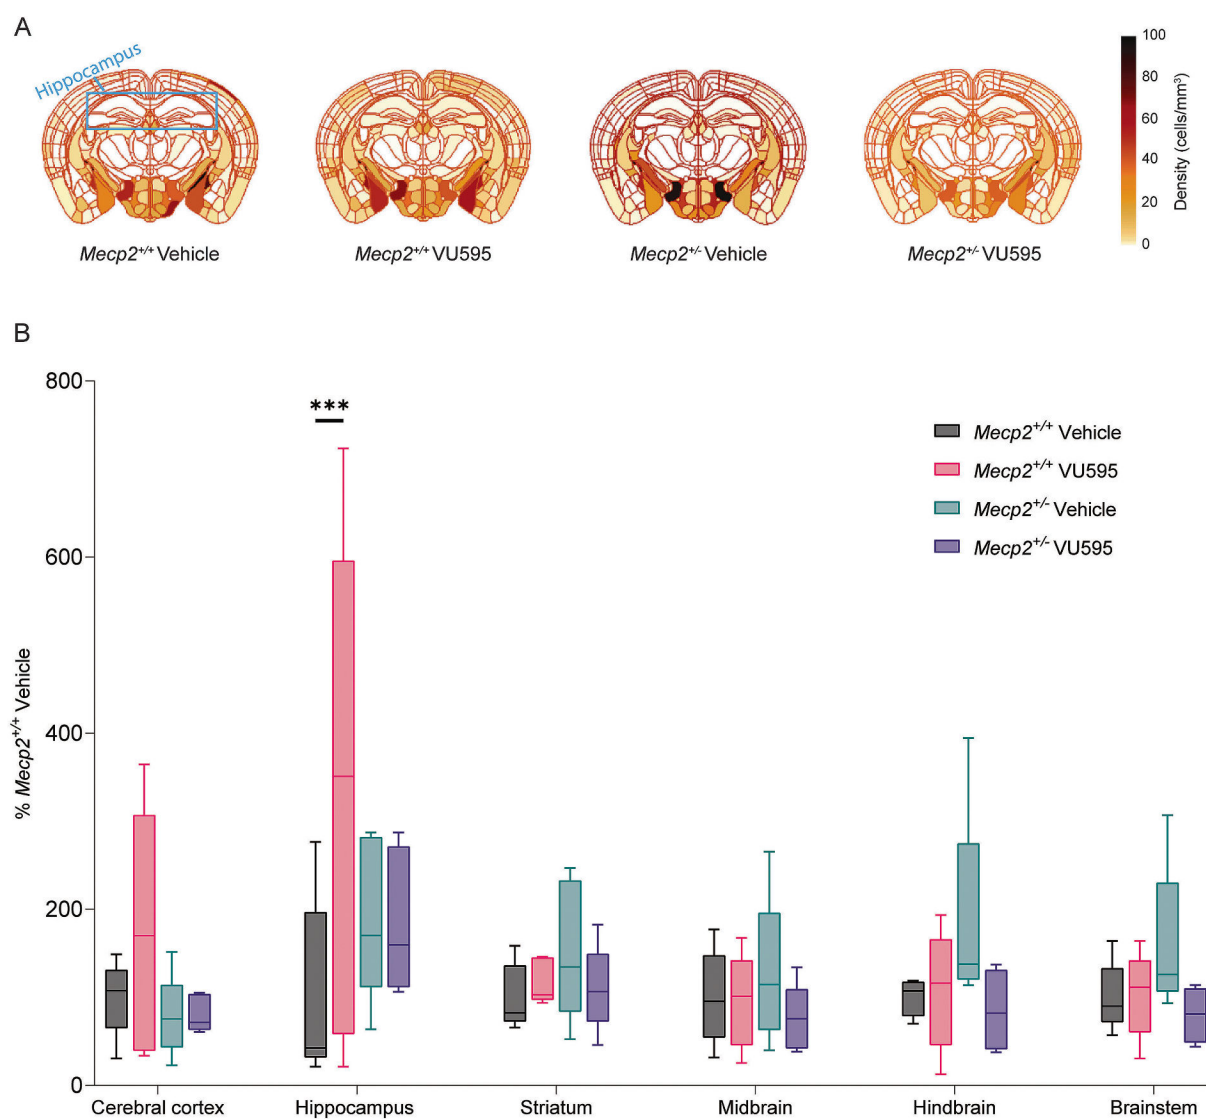 A
Hippocampus
Mecp2+/+ Vehicle
Mecp2+/+ VU595
Mecp2+/- Vehicle
Mecp2+/- VU595
100
80
60
40
20
0
Density (cells/mm³)
B
800
600
400
200
0
% Mecp2+/+ Vehicle
***
Mecp2+/+ Vehicle
Mecp2+/+ VU595
Mecp2+/- Vehicle
Mecp2+/- VU595
Cerebral cortex
Hippocampus
Striatum
Midbrain
Hindbrain
Brainstem